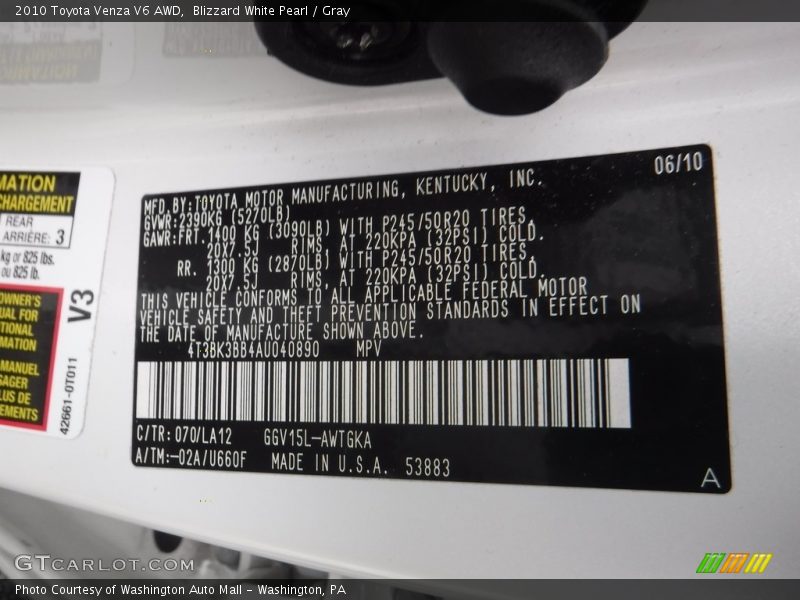 2010 Toyota Venza V6 AWD,  Blizzard White Pearl / Gray
MATION
CHARGEMENT
REAR
ARRIÈRE: 3
kg or 825 lbs.
ou 825 lb.
OWNER'S
UAL FOR
TIONAL
MATION
MANUEL
SAGER
LUS DE
EMENTS
V3
42661-0T011
06/10
MFD.BY:TOYOTA MOTOR MANUFACTURING, KENTUCKY, INC.
GVWR:2390KG (5270LB)
GAWR:FRT.1400 KG (3090LB) WITH P245/50R20 TIRES,
20X7.5J RIMS, AT 220KPA (32PSI) COLD.
RR. 1300 KG (2870LB) WITH P245/50R20 TIRES,
20X7.5J RIMS, AT 220KPA (32PSI) COLD.
THIS VEHICLE CONFORMS TO ALL APPLICABLE FEDERAL MOTOR
VEHICLE SAFETY AND THEFT PREVENTION STANDARDS IN EFFECT ON
THE DATE OF MANUFACTURE SHOWN ABOVE.
4T3BK3BB4AU040890 MPV
C/TR: 070/LA12 GGV15L-AWTGKA
A/TM:-02A/U660F MADE IN U.S.A. 53883
A
GTCARLOT.COM
Photo Courtesy of Washington Auto Mall - Washington, PA